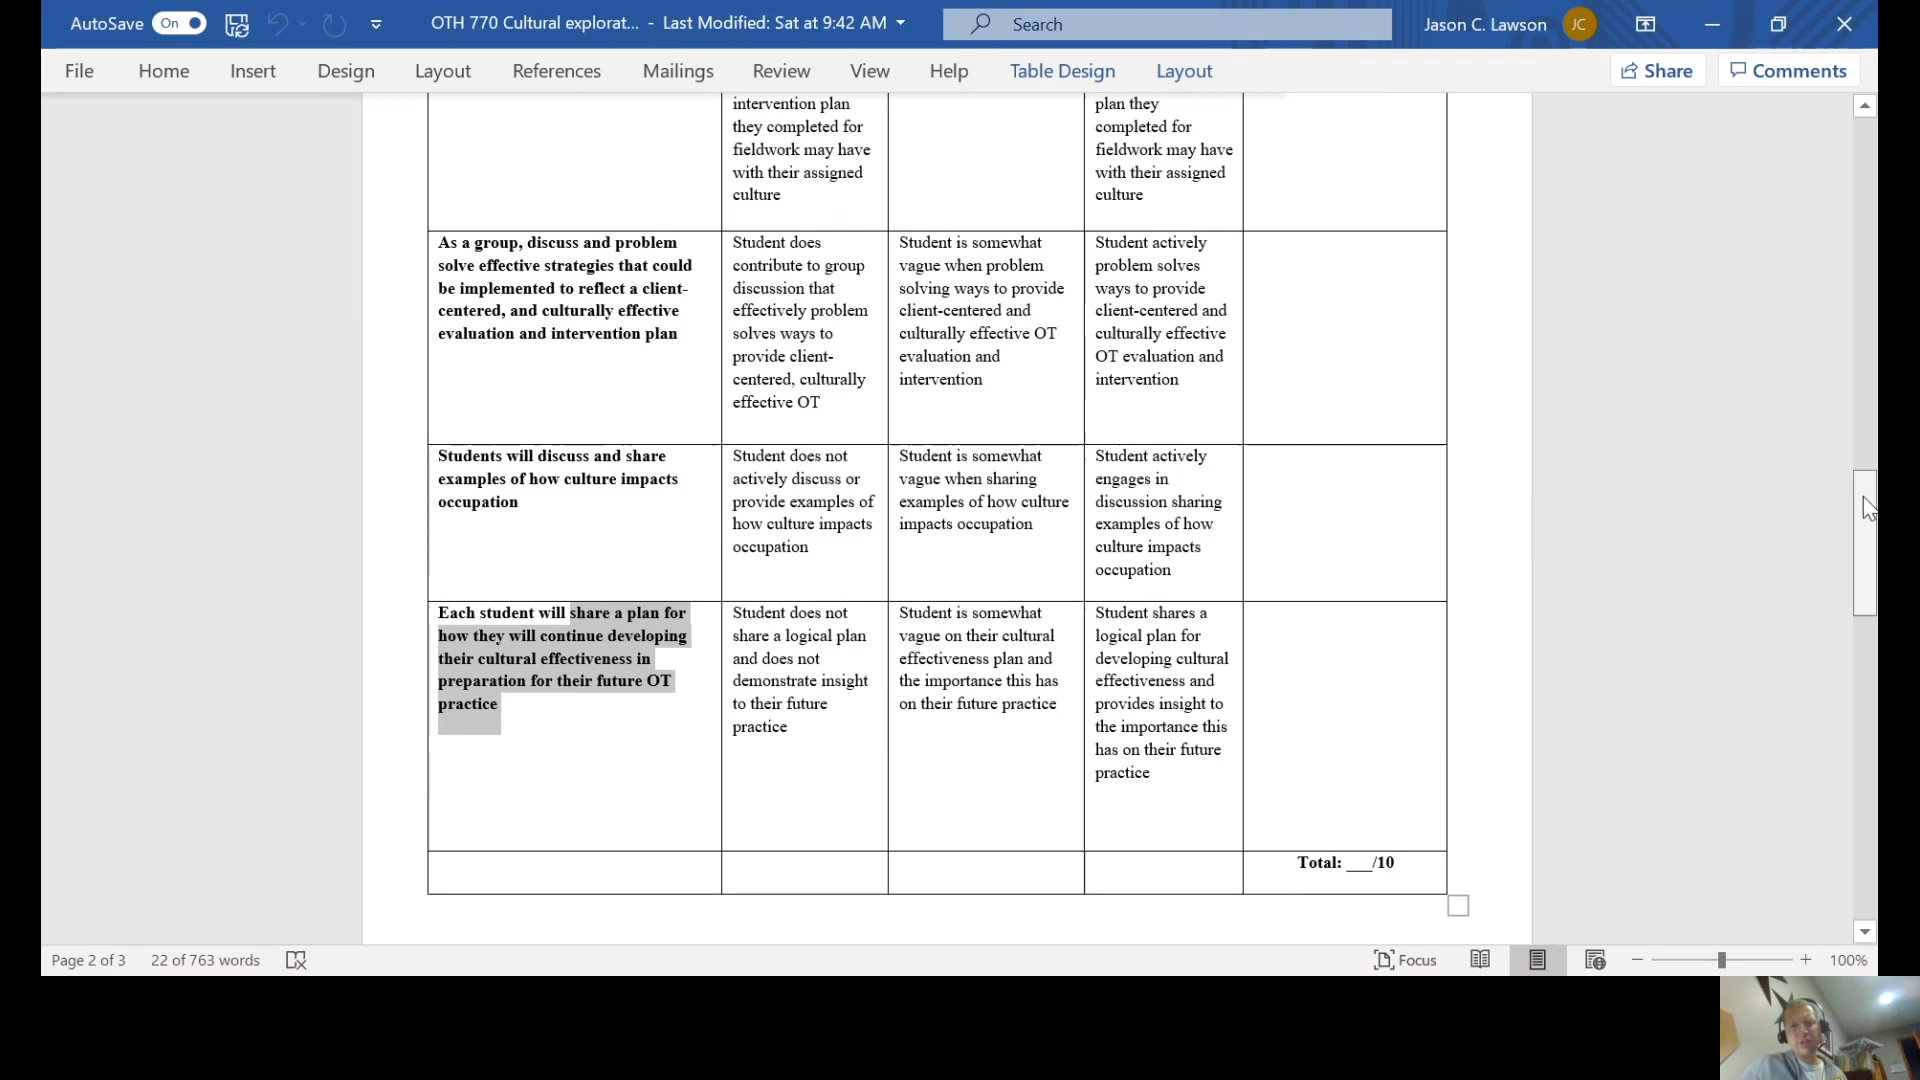 AutoSave On OTH 770 Cultural explorat... - Last Modified: Sat at 9:42 AM Search Jason C. Lawson JC
File Home Insert Design Layout References Mailings Review View Help Table Design Layout Share Comments
intervention plan
they completed for
fieldwork may have
with their assigned
culture
plan they
completed for
fieldwork may have
with their assigned
culture
As a group, discuss and problem
solve effective strategies that could
be implemented to reflect a client-
centered, and culturally effective
evaluation and intervention plan
Student does
contribute to group
discussion that
effectively problem
solves ways to
provide client-
centered, culturally
effective OT
Student is somewhat
vague when problem
solving ways to provide
client-centered and
culturally effective OT
evaluation and
intervention
Student actively
problem solves
ways to provide
client-centered and
culturally effective
OT evaluation and
intervention
Students will discuss and share
examples of how culture impacts
occupation
Student does not
actively discuss or
provide examples of
how culture impacts
occupation
Student is somewhat
vague when sharing
examples of how culture
impacts occupation
Student actively
engages in
discussion sharing
examples of how
culture impacts
occupation
Each student will share a plan for
how they will continue developing
their cultural effectiveness in
preparation for their future OT
practice
Student does not
share a logical plan
and does not
demonstrate insight
to their future
practice
Student is somewhat
vague on their cultural
effectiveness plan and
the importance this has
on their future practice
Student shares a
logical plan for
developing cultural
effectiveness and
provides insight to
the importance this
has on their future
practice
Total: ___/10
Page 2 of 3 22 of 763 words Focus 100%